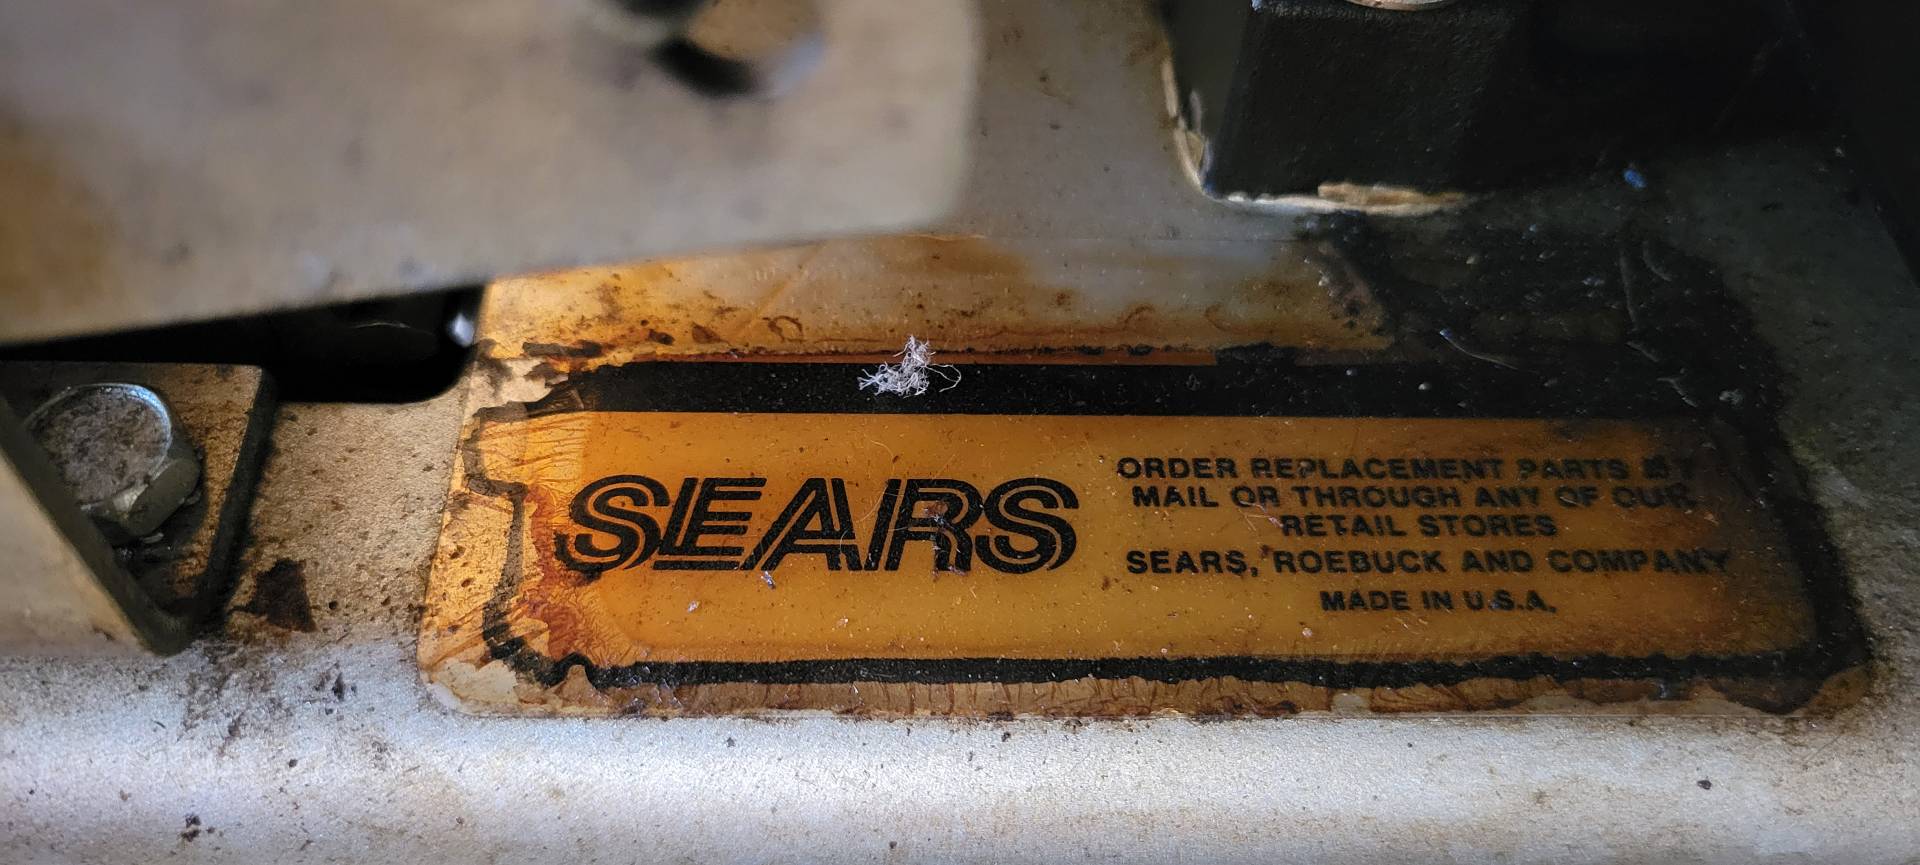 SEARS
ORDER REPLACEMENT PARTS BY
MAIL OR THROUGH ANY OF OUR
RETAIL STORES
SEARS, ROEBUCK AND COMPANY
MADE IN U.S.A.